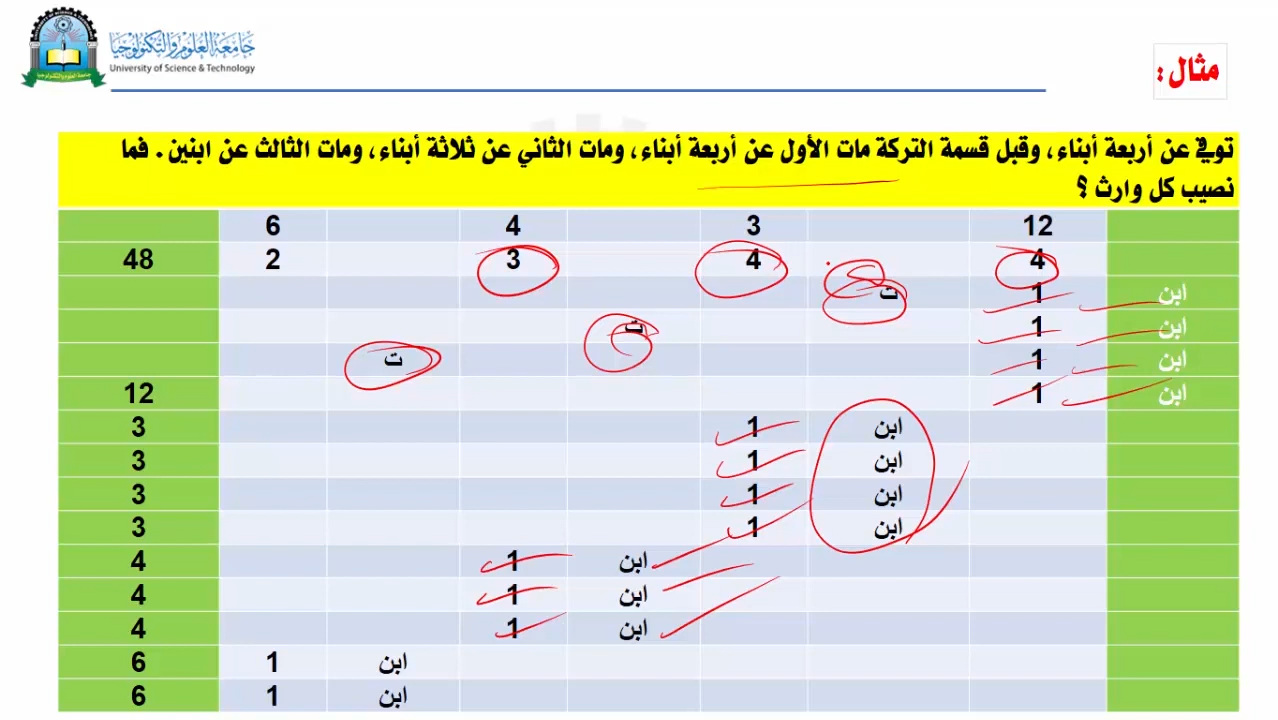 جامعة العلوم والتكنولوجيا
University of Science & Technology
مثال :
توفي عن أربعة أبناء، وقبل قسمة التركة مات الأول عن أربعة أبناء، ومات الثاني عن ثلاثة أبناء، ومات الثالث عن ابنين . فما
نصيب كل وارث ؟
12 3 4 6
4 4 3 2 48
ابن 1 ت
ابن 1 ت
ابن 1 ت
ابن 1 12
ابن 1 3
ابن 1 3
ابن 1 3
ابن 1 3
ابن 1 4
ابن 1 4
ابن 1 4
ابن 1 6
ابن 1 6